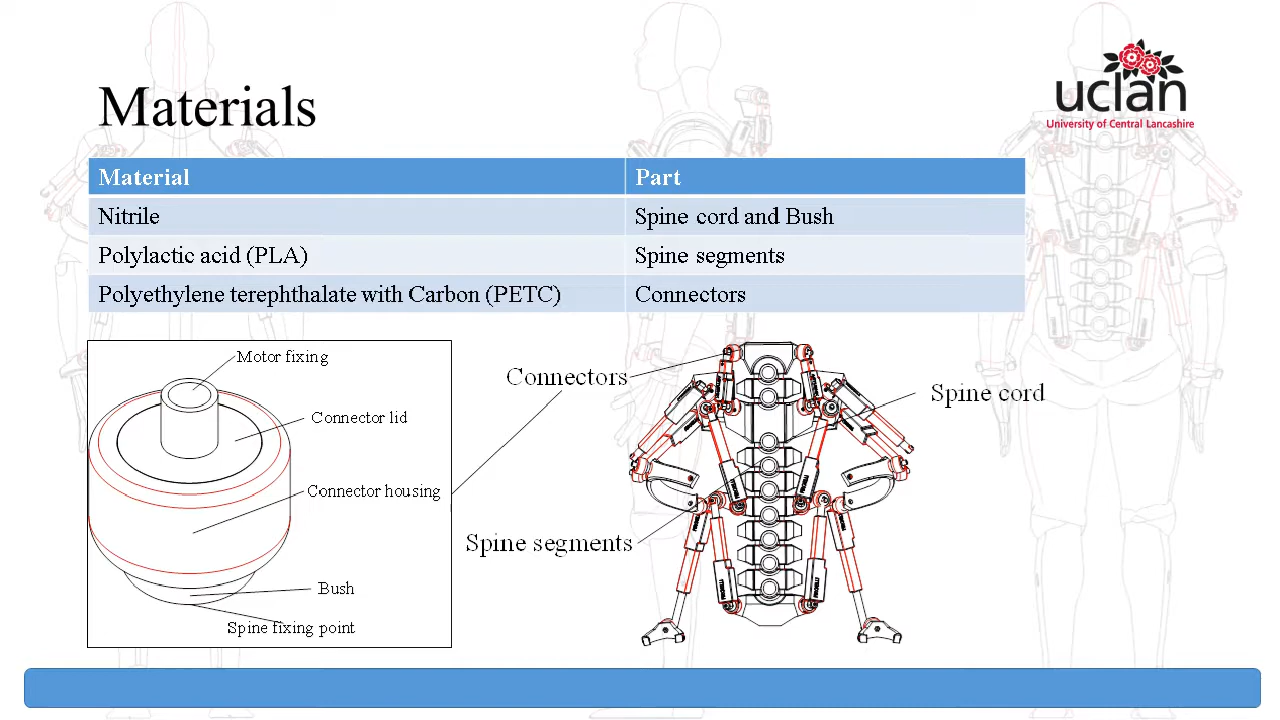 Materials
uclan
University of Central Lancashire
Material Part
Nitrile Spine cord and Bush
Polylactic acid (PLA) Spine segments
Polyethylene terephthalate with Carbon (PETC) Connectors
Motor fixing
Connector lid
Connector housing
Bush
Spine fixing point
Connectors
Spine cord
Spine segments